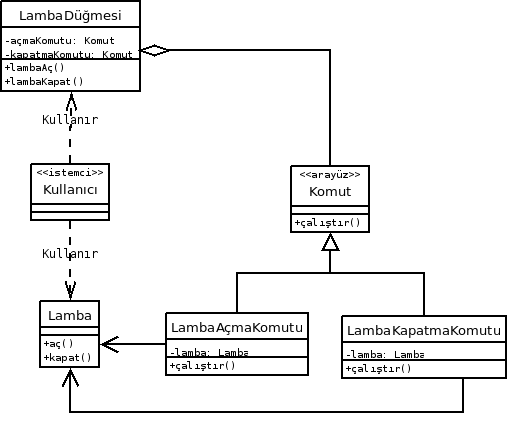 LambaDüğmesi
-açmaKomutu: Komut
-kapatmaKomutu: Komut
+lambaAç()
+lambaKapat()
Kullanır
<<istemci>>
Kullanıcı
<<arayüz>>
Komut
+çalıştır()
Kullanır
Lamba
+aç()
+kapat()
LambaAçmaKomutu
-lamba: Lamba
+çalıştır()
LambaKapatmaKomutu
-lamba: Lamba
+çalıştır()